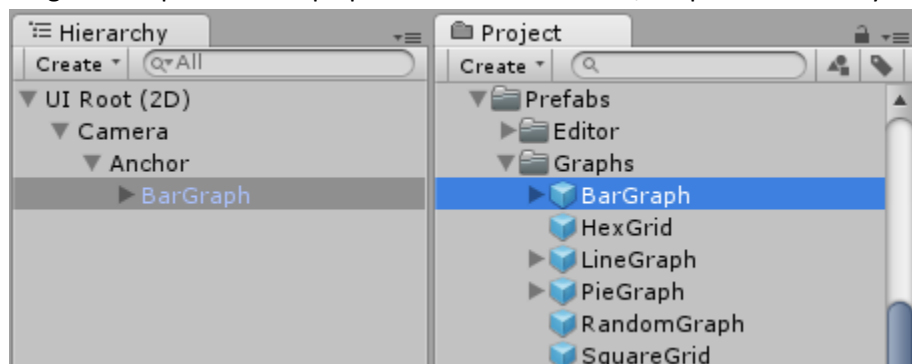 Hierarchy
Create
All
UI Root (2D)
Camera
Anchor
BarGraph
Project
Create
Prefabs
Editor
Graphs
BarGraph
HexGrid
LineGraph
PieGraph
RandomGraph
SquareGrid